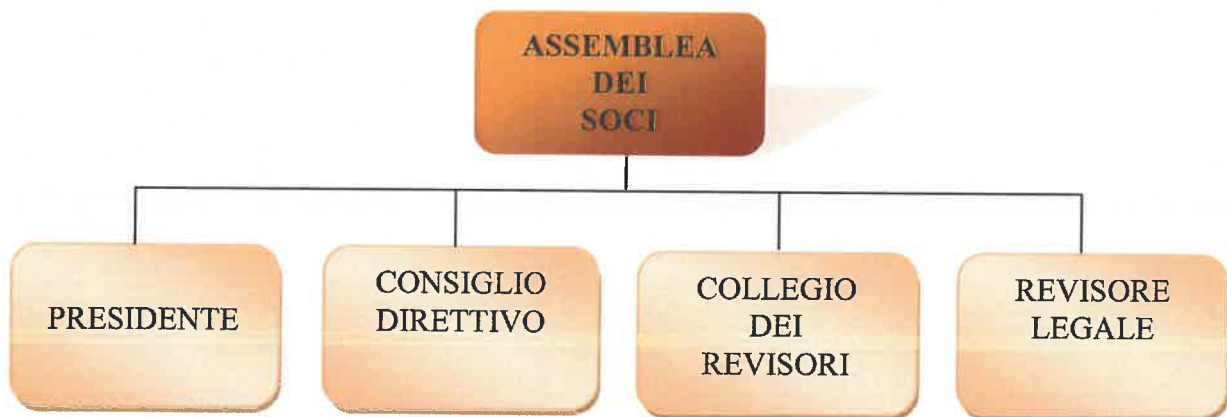 ASSEMBLEA
DEI
SOCI
PRESIDENTE
CONSIGLIO
DIRETTIVO
COLLEGIO
DEI
REVISORI
REVISORE
LEGALE